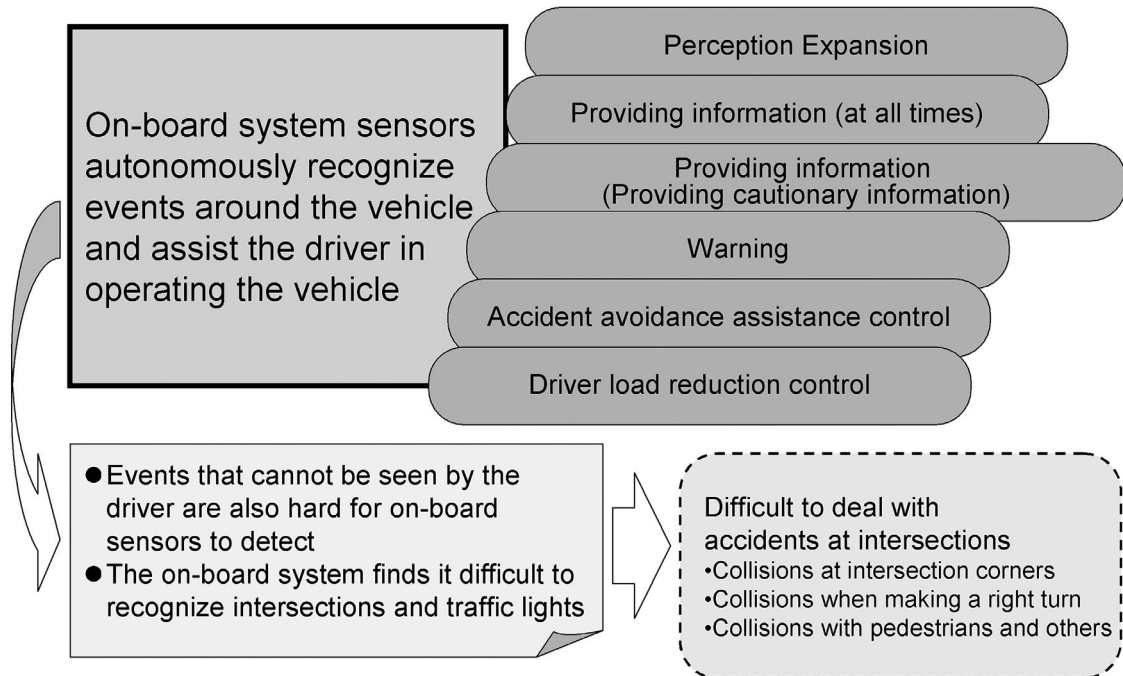 On-board system sensors
autonomously recognize
events around the vehicle
and assist the driver in
operating the vehicle
Perception Expansion
Providing information (at all times)
Providing information
(Providing cautionary information)
Warning
Accident avoidance assistance control
Driver load reduction control
●Events that cannot be seen by the
driver are also hard for on-board
sensors to detect
●The on-board system finds it difficult to
recognize intersections and traffic lights
Difficult to deal with
accidents at intersections
•Collisions at intersection corners
•Collisions when making a right turn
•Collisions with pedestrians and others